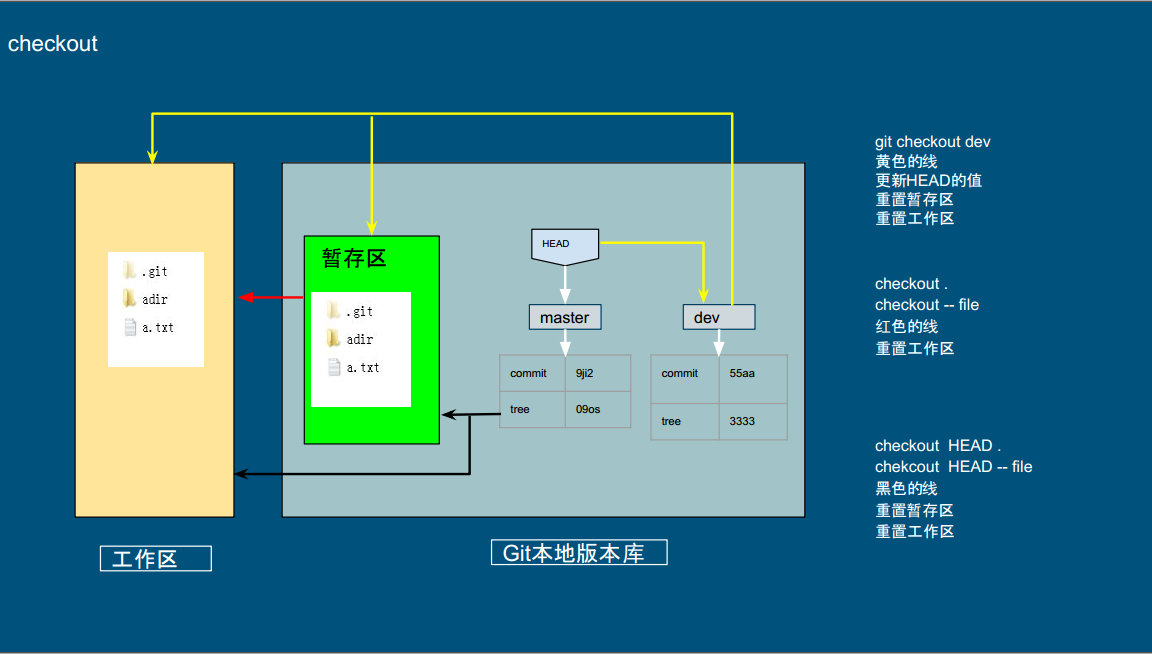 checkout
git checkout dev
黄色的线
更新HEAD的值
重置暂存区
重置工作区
暂存区
HEAD
.git
adir
a.txt
.git
adir
a.txt
checkout .
checkout -- file
红色的线
重置工作区
master
dev
commit 9ji2
tree 09os
commit 55aa
tree 3333
checkout HEAD .
chekcout HEAD -- file
黑色的线
重置暂存区
重置工作区
工作区
Git本地版本库